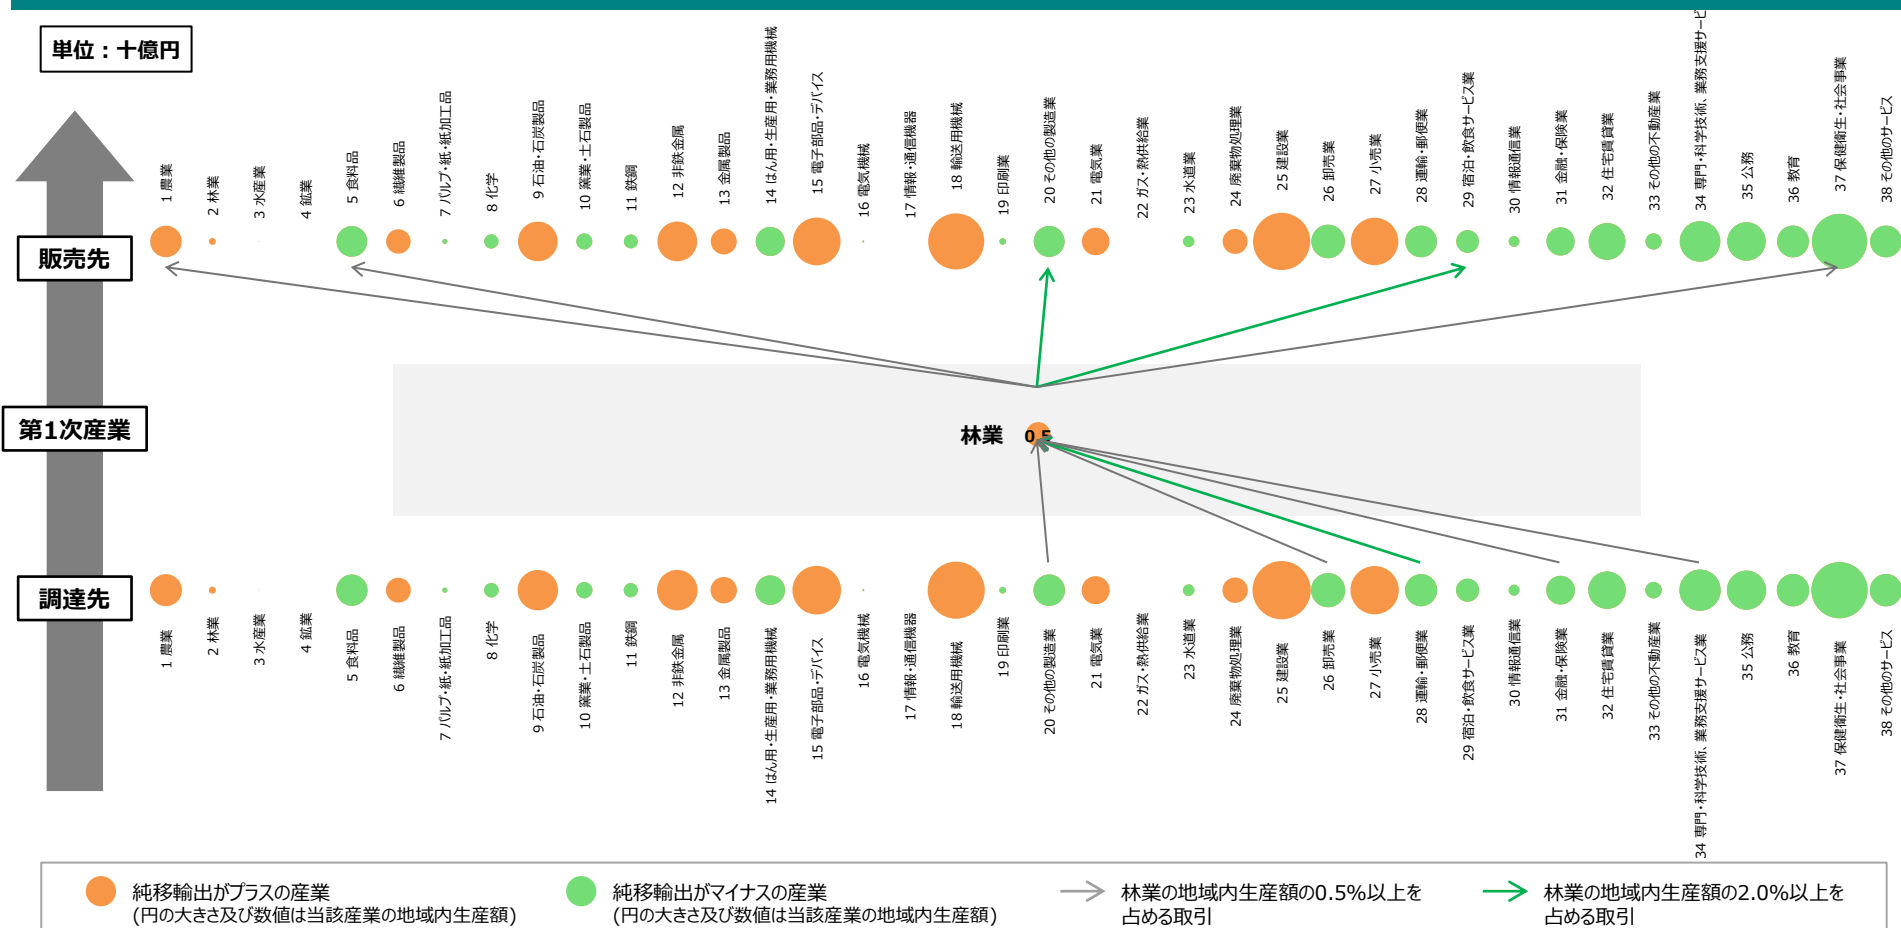 単位：十億円
1 農業
2 林業
3 水産業
4 鉱業
5 食料品
6 繊維製品
7 パルプ・紙・紙加工品
8 化学
9 石油・石炭製品
10 窯業・土石製品
11 鉄鋼
12 非鉄金属
13 金属製品
14 はん用・生産用・業務用機械
15 電子部品・デバイス
16 電気機械
17 情報・通信機器
18 輸送用機械
19 印刷業
20 その他の製造業
21 電気業
22 ガス・熱供給業
23 水道業
24 廃棄物処理業
25 建設業
26 卸売業
27 小売業
28 運輸・郵便業
29 宿泊・飲食サービス業
30 情報通信業
31 金融・保険業
32 住宅賃貸業
33 その他の不動産業
34 専門・科学技術、業務支援サービ
35 公務
36 教育
37 保健衛生・社会事業
38 その他のサービス
販売先
第1次産業
林業 0.5
調達先
1 農業
2 林業
3 水産業
4 鉱業
5 食料品
6 繊維製品
7 パルプ・紙・紙加工品
8 化学
9 石油・石炭製品
10 窯業・土石製品
11 鉄鋼
12 非鉄金属
13 金属製品
14 はん用・生産用・業務用機械
15 電子部品・デバイス
16 電気機械
17 情報・通信機器
18 輸送用機械
19 印刷業
20 その他の製造業
21 電気業
22 ガス・熱供給業
23 水道業
24 廃棄物処理業
25 建設業
26 卸売業
27 小売業
28 運輸・郵便業
29 宿泊・飲食サービス業
30 情報通信業
31 金融・保険業
32 住宅賃貸業
33 その他の不動産業
34 専門・科学技術、業務支援サービス業
35 公務
36 教育
37 保健衛生・社会事業
38 その他のサービス
純移輸出がプラスの産業
(円の大きさ及び数値は当該産業の地域内生産額)
純移輸出がマイナスの産業
(円の大きさ及び数値は当該産業の地域内生産額)
林業の地域内生産額の0.5%以上を
占める取引
林業の地域内生産額の2.0%以上を
占める取引